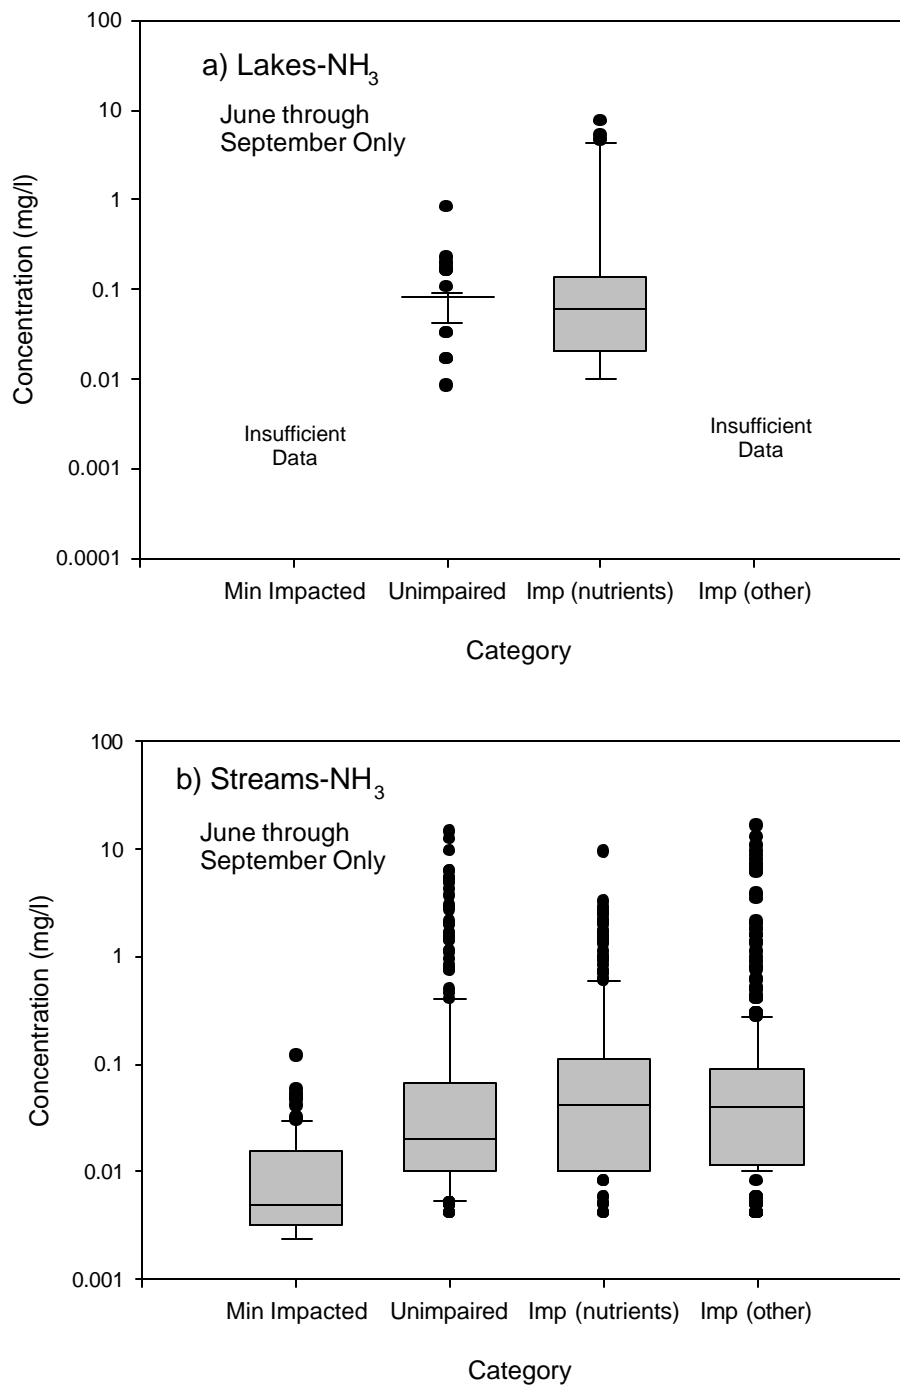 100
a) Lakes-NH3
June through
September Only
10
1
0.1
0.01
0.001
0.0001
Concentration (mg/l)
Insufficient
Data
Insufficient
Data
Min Impacted Unimpaired Imp (nutrients) Imp (other)
Category
100
b) Streams-NH3
June through
September Only
10
1
0.1
0.01
0.001
Concentration (mg/l)
Min Impacted Unimpaired Imp (nutrients) Imp (other)
Category